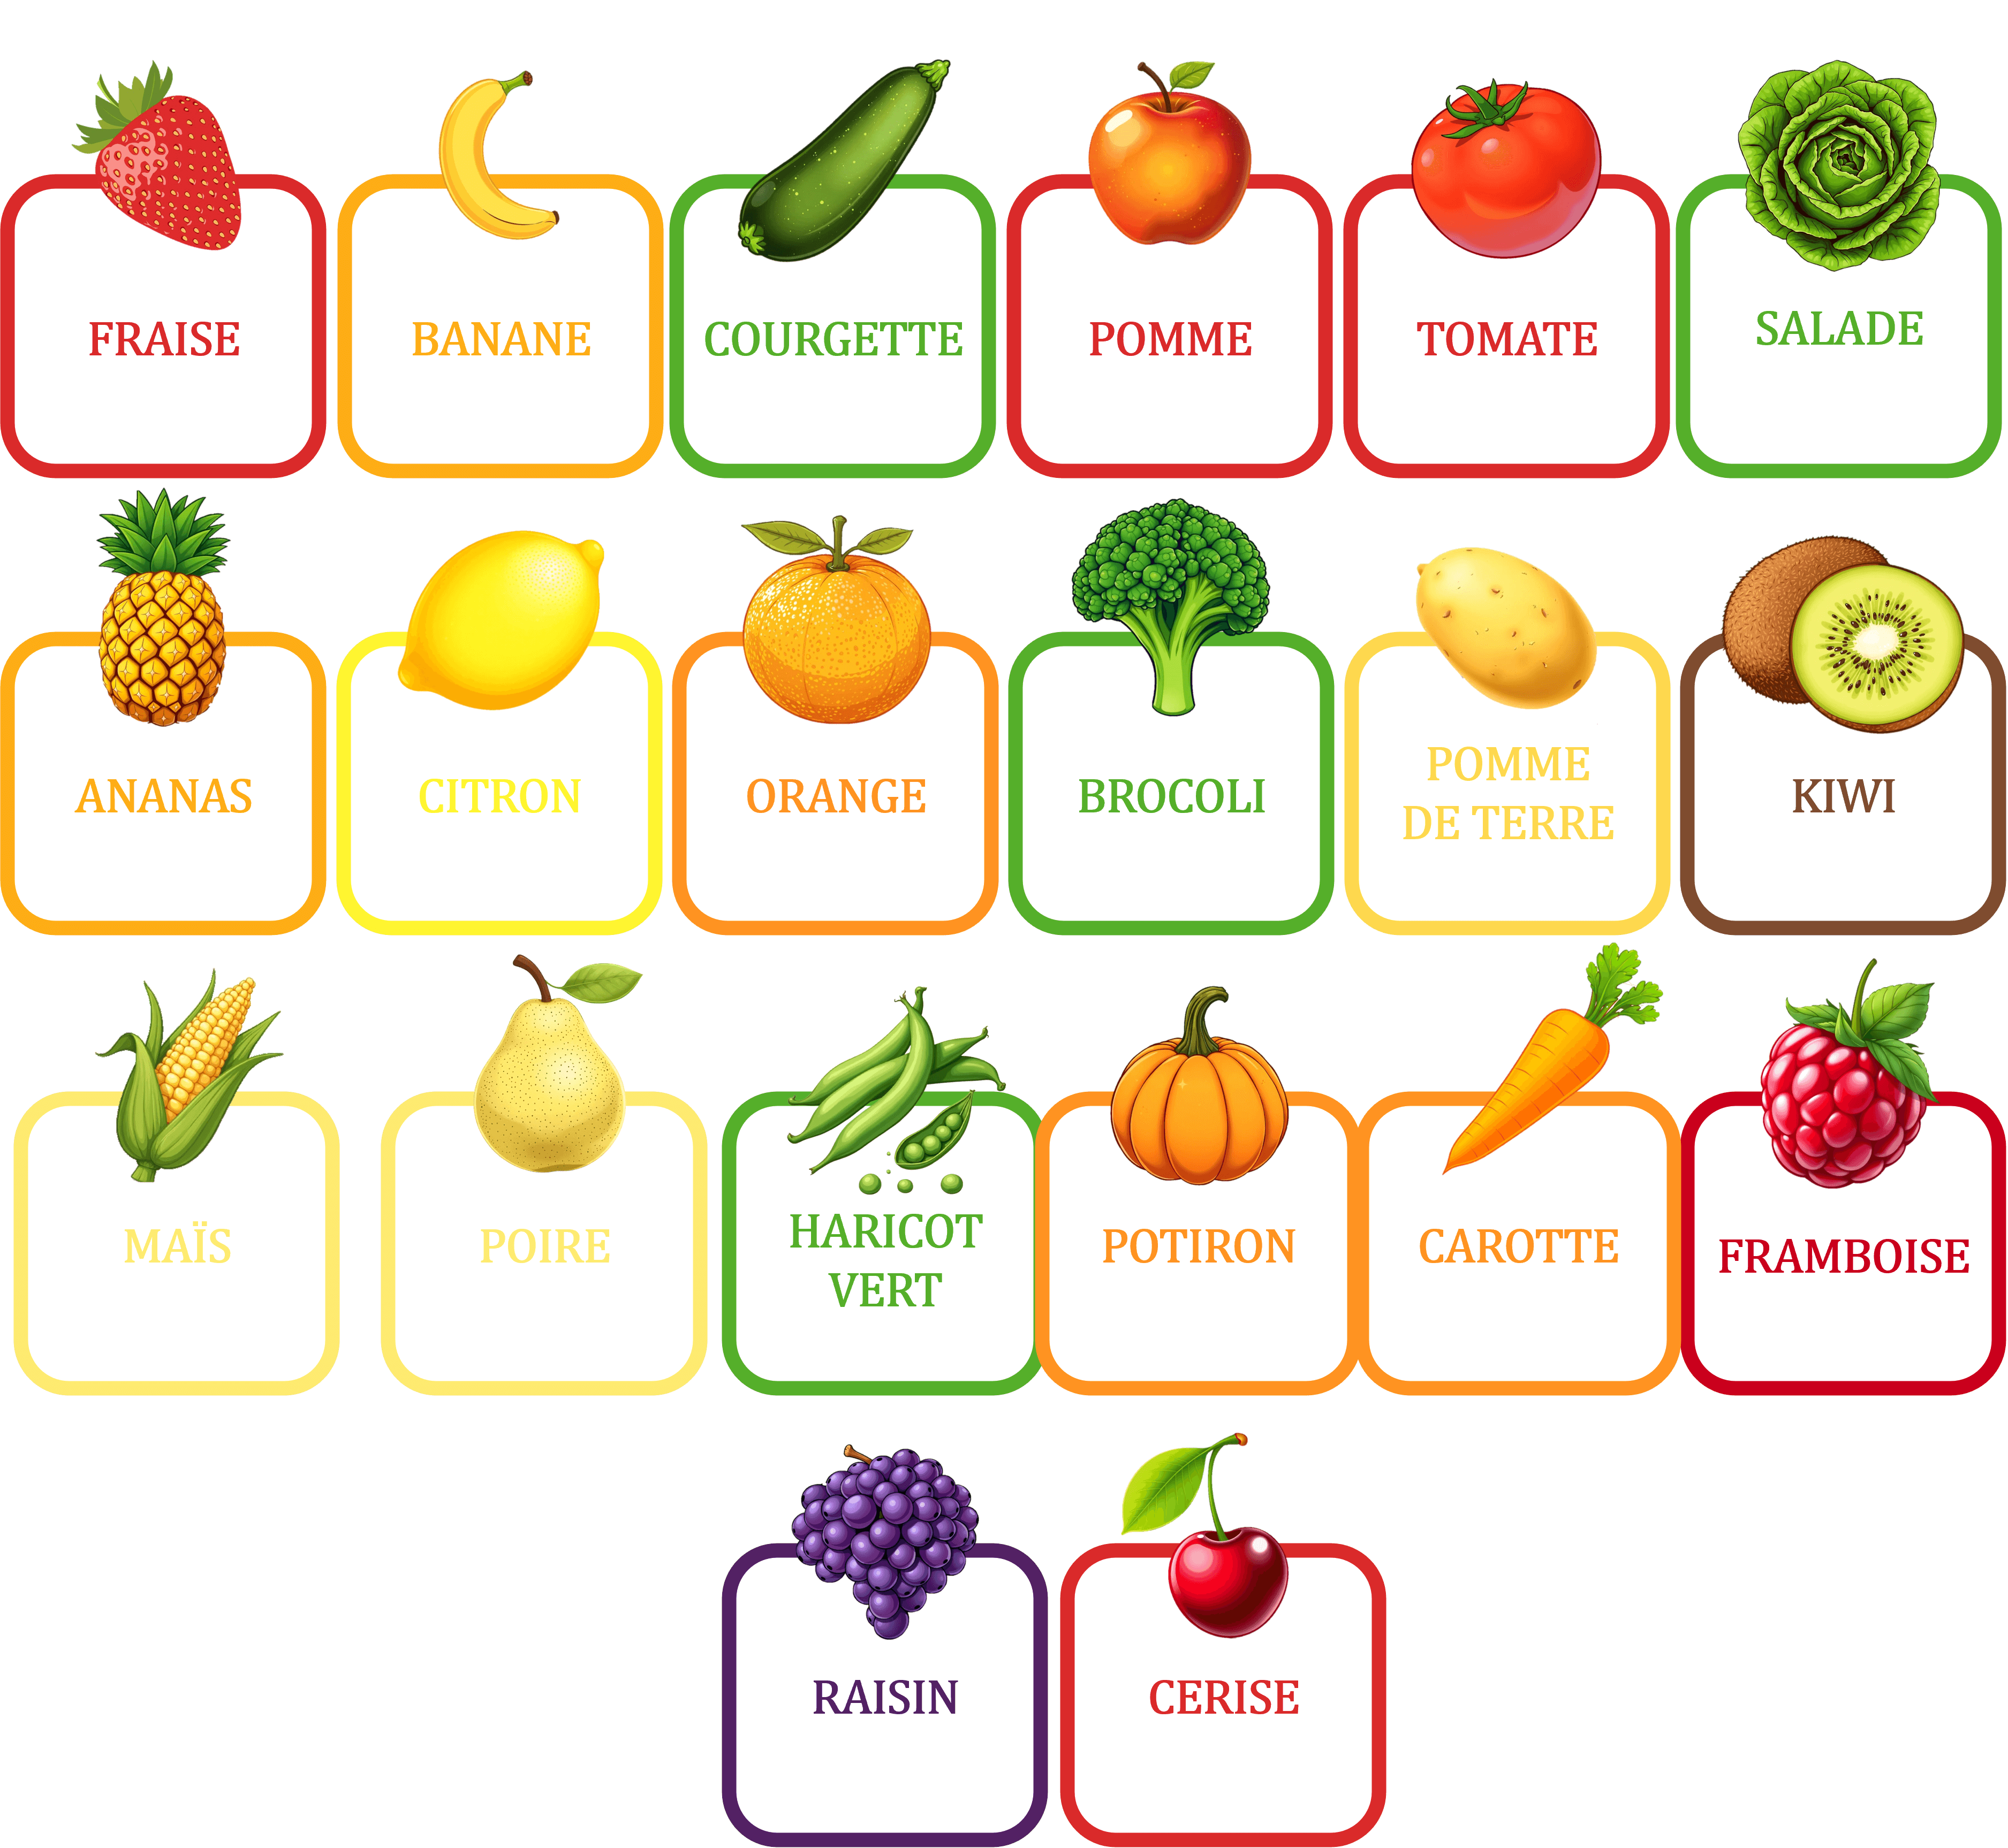 FRAISE
BANANE
COURGETTE
POMME
TOMATE
SALADE
ANANAS
CITRON
ORANGE
BROCOLI
POMME
DE TERRE
KIWI
MAÏS
POIRE
HARICOT
VERT
POTIRON
CAROTTE
FRAMBOISE
RAISIN
CERISE